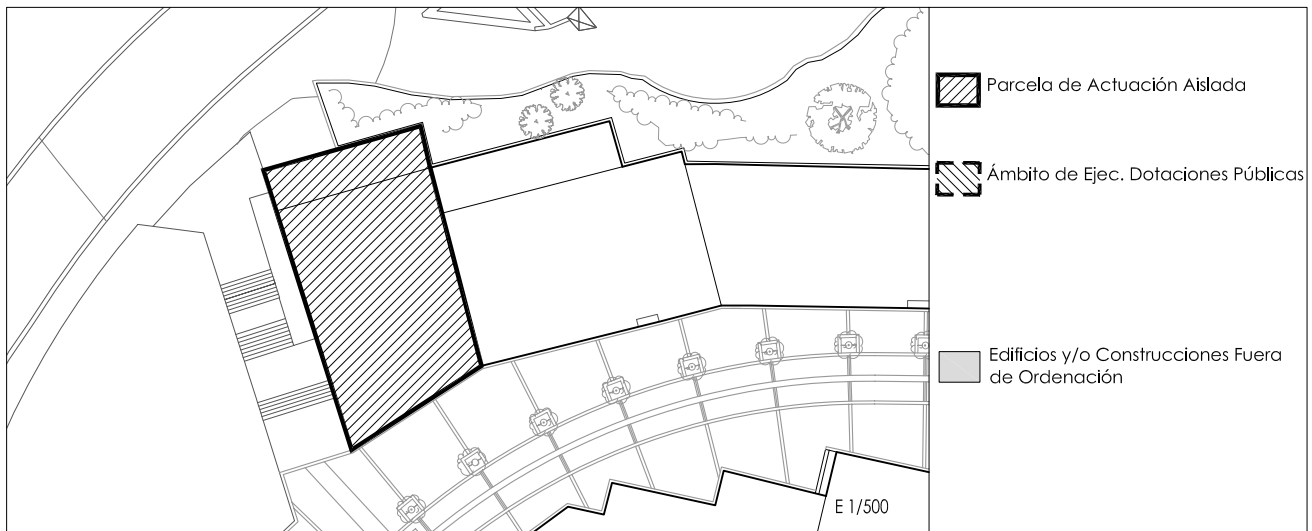 Parcela de Actuación Aislada
Ámbito de Ejec. Dotaciones Públicas
Edificios y/o Construcciones Fuera
de Ordenación
E 1/500